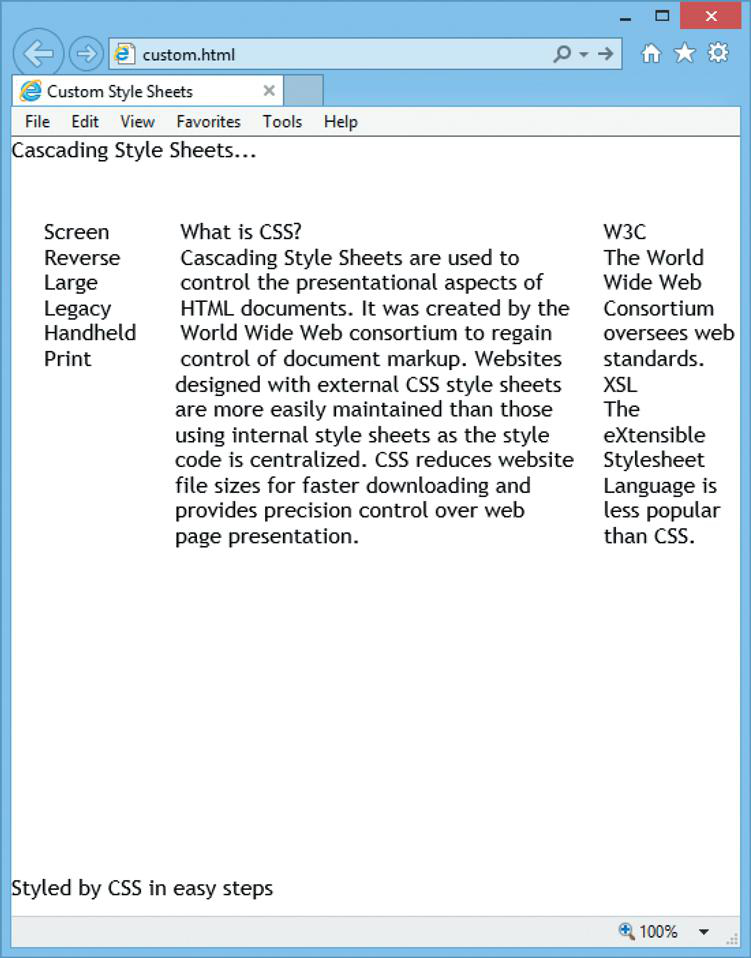 custom.html
Custom Style Sheets
File Edit View Favorites Tools Help
Cascading Style Sheets...
Screen
Reverse
Large
Legacy
Handheld
Print
What is CSS?
Cascading Style Sheets are used to
control the presentational aspects of
HTML documents. It was created by the
World Wide Web consortium to regain
control of document markup. Websites
designed with external CSS style sheets
are more easily maintained than those
using internal style sheets as the style
code is centralized. CSS reduces website
file sizes for faster downloading and
provides precision control over web
page presentation.
W3C
The World
Wide Web
Consortium
oversees web
standards.
XSL
The
eXtensible
Stylesheet
Language is
less popular
than CSS.
Styled by CSS in easy steps
100%